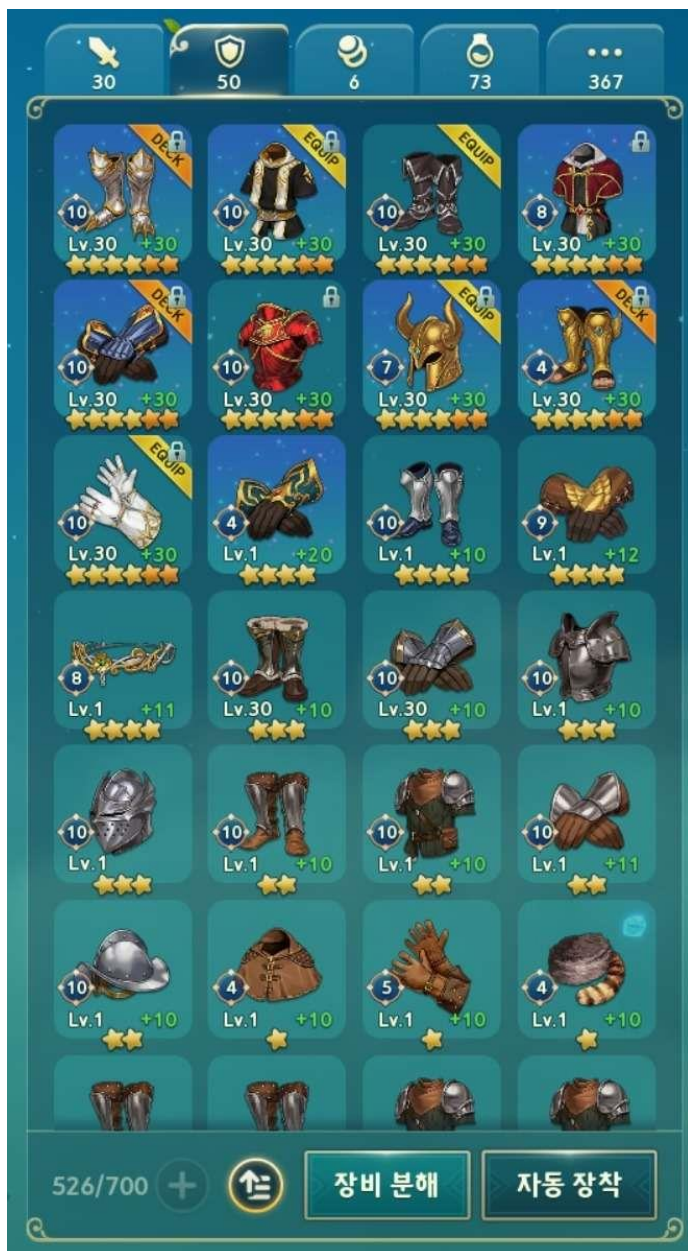 30 50 6 73 ... 367
DECK EQUIP EQUIP
10 10 10 8
Lv.30 +30 Lv.30 +30 Lv.30 +30 Lv.30 +30
DECK EQUIP DECK
10 10 7 4
Lv.30 +30 Lv.30 +30 Lv.30 +30 Lv.30 +30
EQUIP
10 4 10 9
Lv.30 +30 Lv.1 +20 Lv.1 +10 Lv.1 +12
8 10 10 10
Lv.1 +11 Lv.30 +10 Lv.30 +10 Lv.1 +10
10 10 10 10
Lv.1 Lv.1 +10 Lv.1 +10 Lv.1 +11
10 4 5 4
Lv.1 +10 Lv.1 +10 Lv.1 +10 Lv.1 +10
526/700 장비 분해 자동 장착